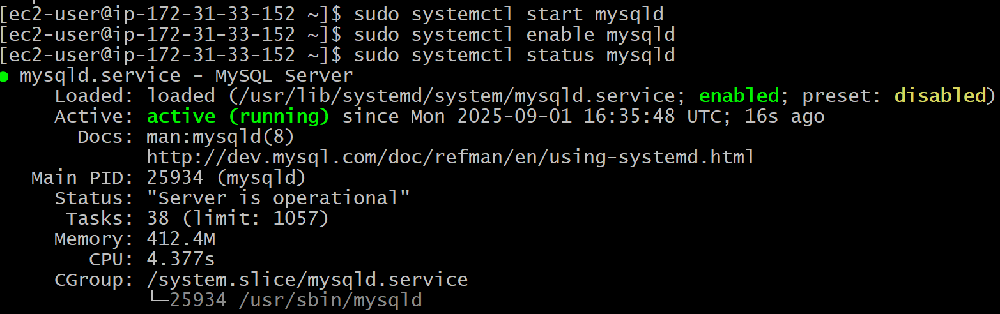 [ec2-user@ip-172-31-33-152 ~]$ sudo systemctl start mysqld
[ec2-user@ip-172-31-33-152 ~]$ sudo systemctl enable mysqld
[ec2-user@ip-172-31-33-152 ~]$ sudo systemctl status mysqld
● mysqld.service - MySQL Server
     Loaded: loaded (/usr/lib/systemd/system/mysqld.service; enabled; preset: disabled)
     Active: active (running) since Mon 2025-09-01 16:35:48 UTC; 16s ago
       Docs: man:mysqld(8)
             http://dev.mysql.com/doc/refman/en/using-systemd.html
   Main PID: 25934 (mysqld)
     Status: "Server is operational"
      Tasks: 38 (limit: 1057)
     Memory: 412.4M
        CPU: 4.377s
     CGroup: /system.slice/mysqld.service
             └─25934 /usr/sbin/mysqld